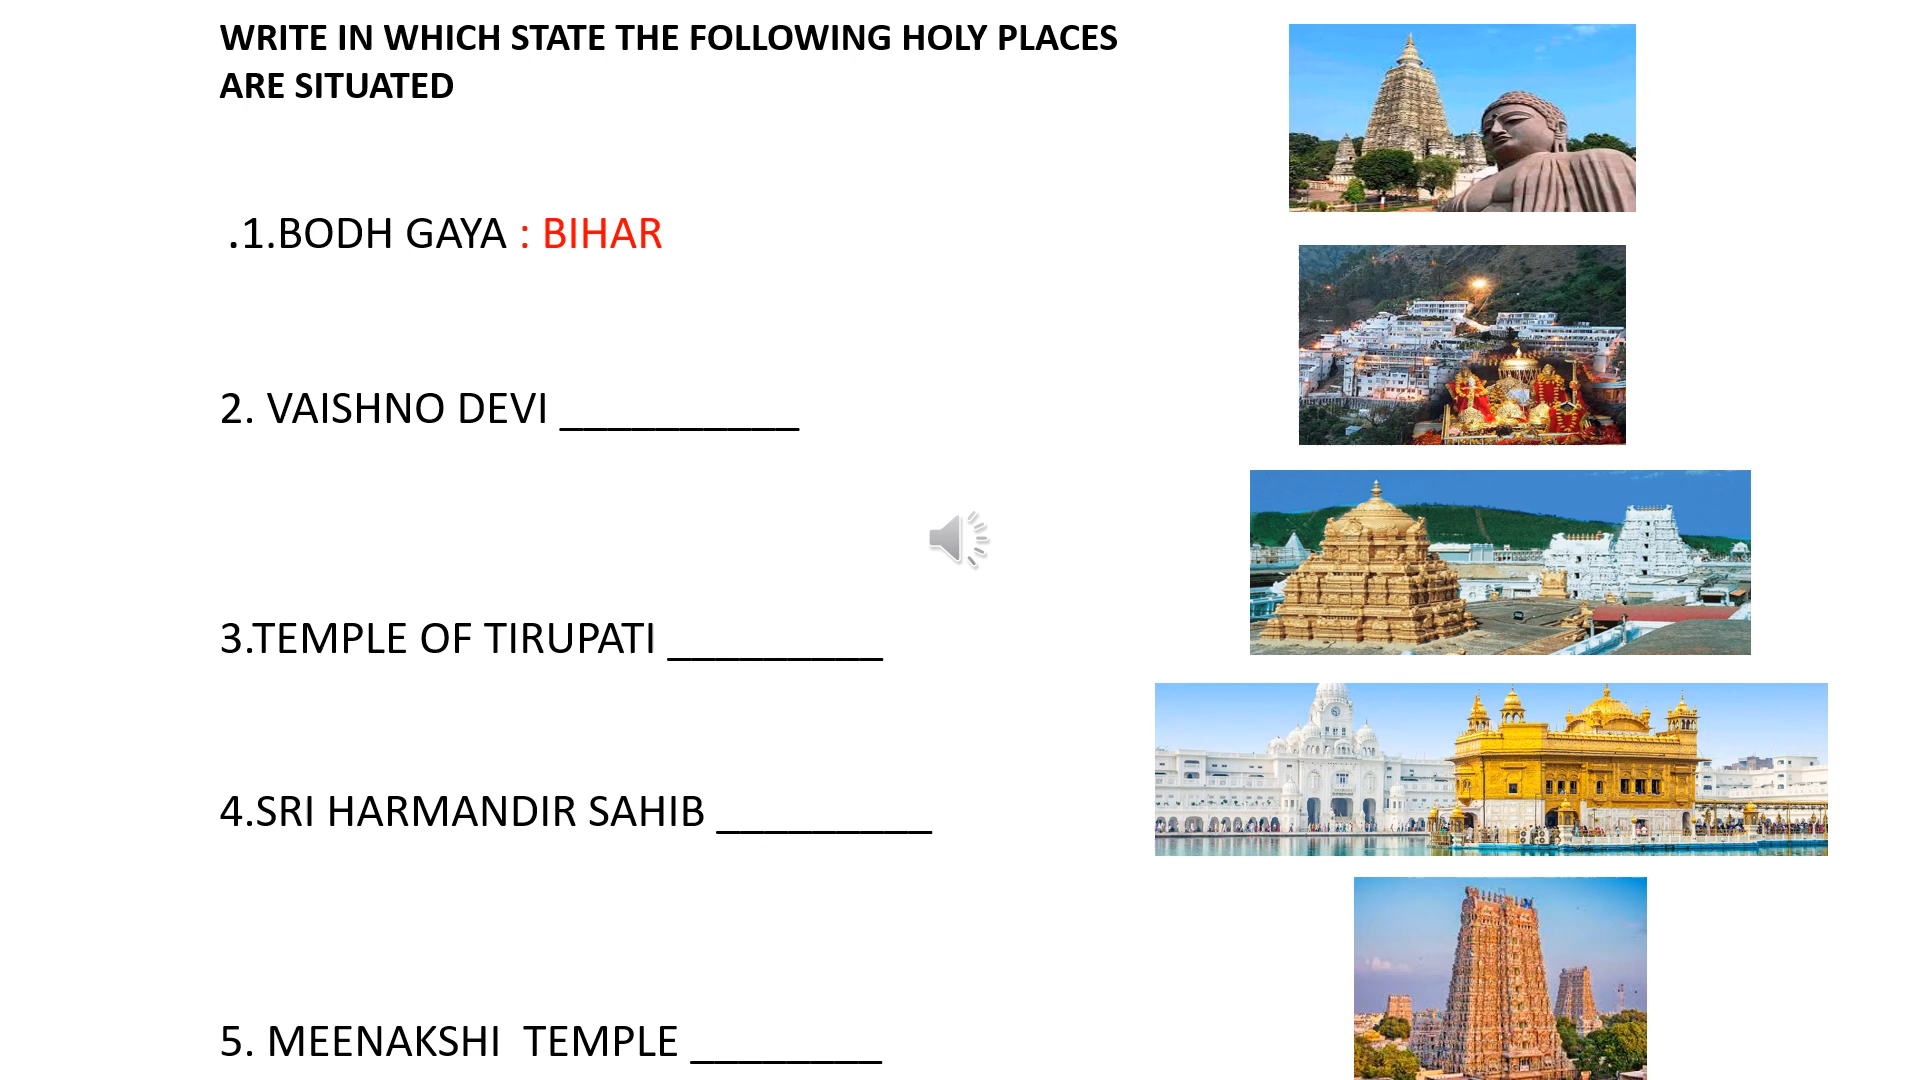 WRITE IN WHICH STATE THE FOLLOWING HOLY PLACES
ARE SITUATED
.1.BODH GAYA : BIHAR
2. VAISHNO DEVI __________
3.TEMPLE OF TIRUPATI _________
4.SRI HARMANDIR SAHIB _________
5. MEENAKSHI  TEMPLE ________